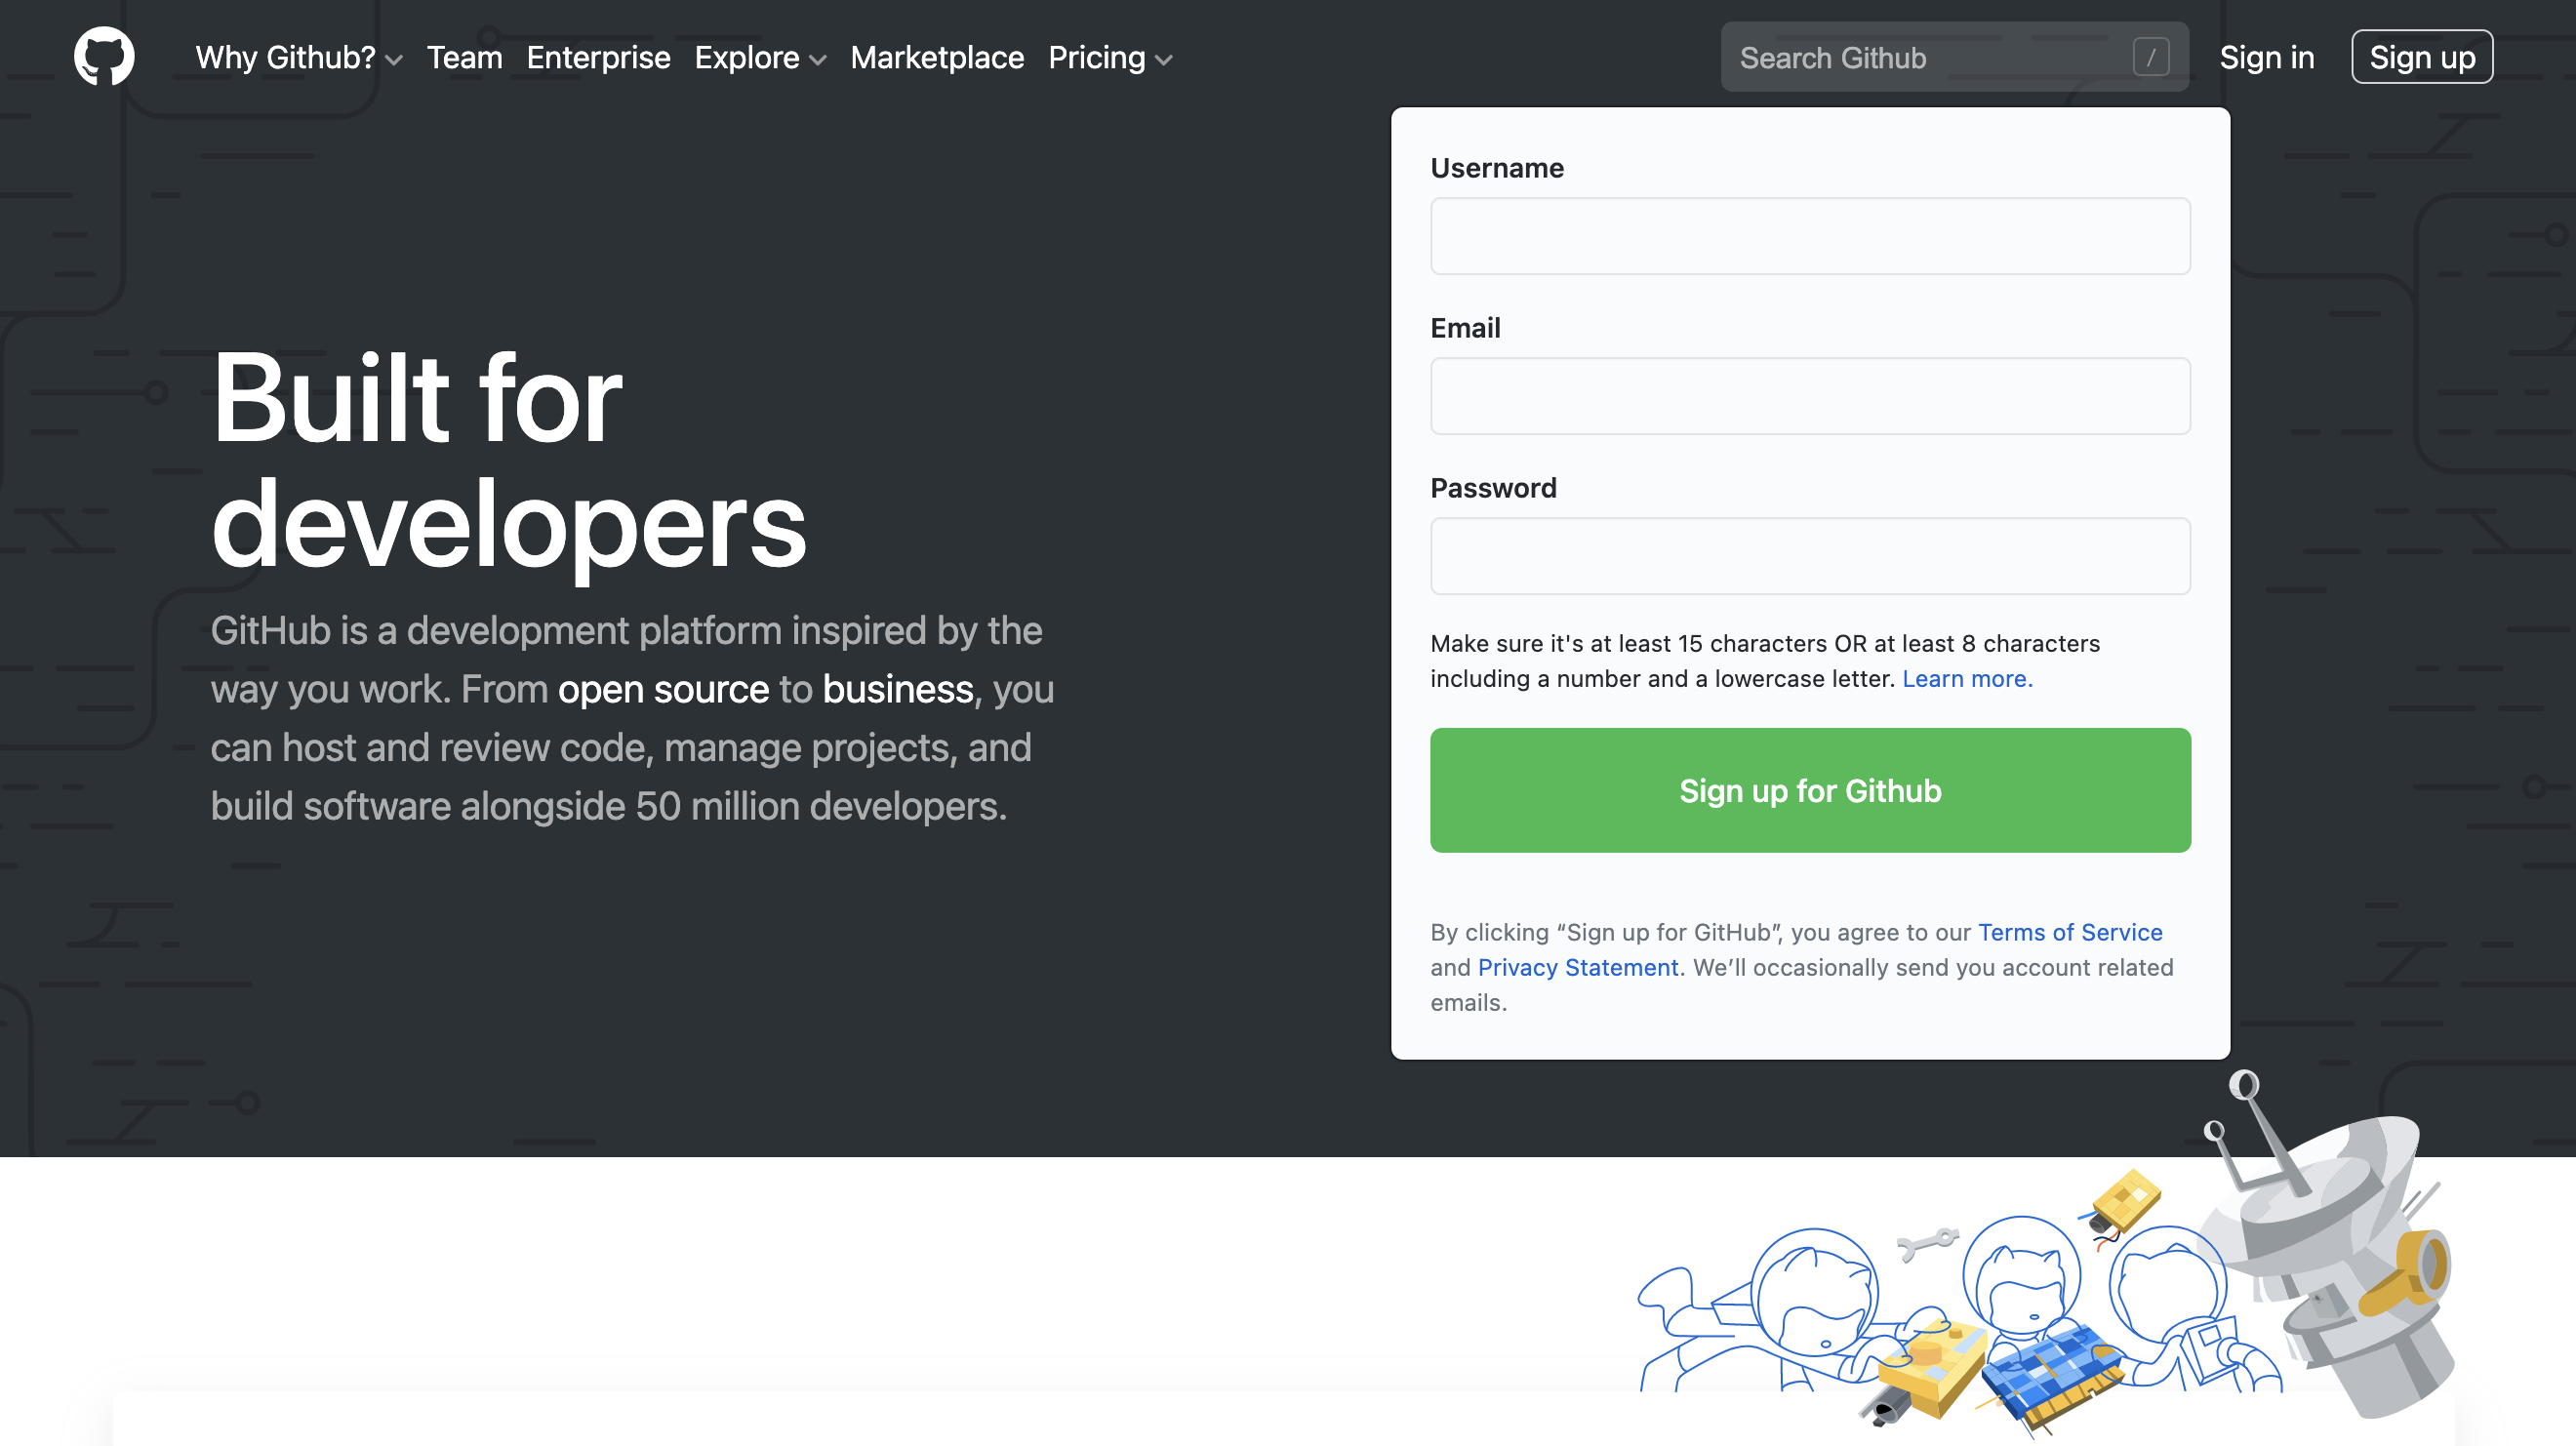 Why Github? Team Enterprise Explore Marketplace Pricing Search Github / Sign in Sign up
Built for
developers
GitHub is a development platform inspired by the
way you work. From open source to business, you
can host and review code, manage projects, and
build software alongside 50 million developers.
Username
Email
Password
Make sure it's at least 15 characters OR at least 8 characters
including a number and a lowercase letter. Learn more.
Sign up for Github
By clicking “Sign up for GitHub”, you agree to our Terms of Service
and Privacy Statement. We’ll occasionally send you account related
emails.